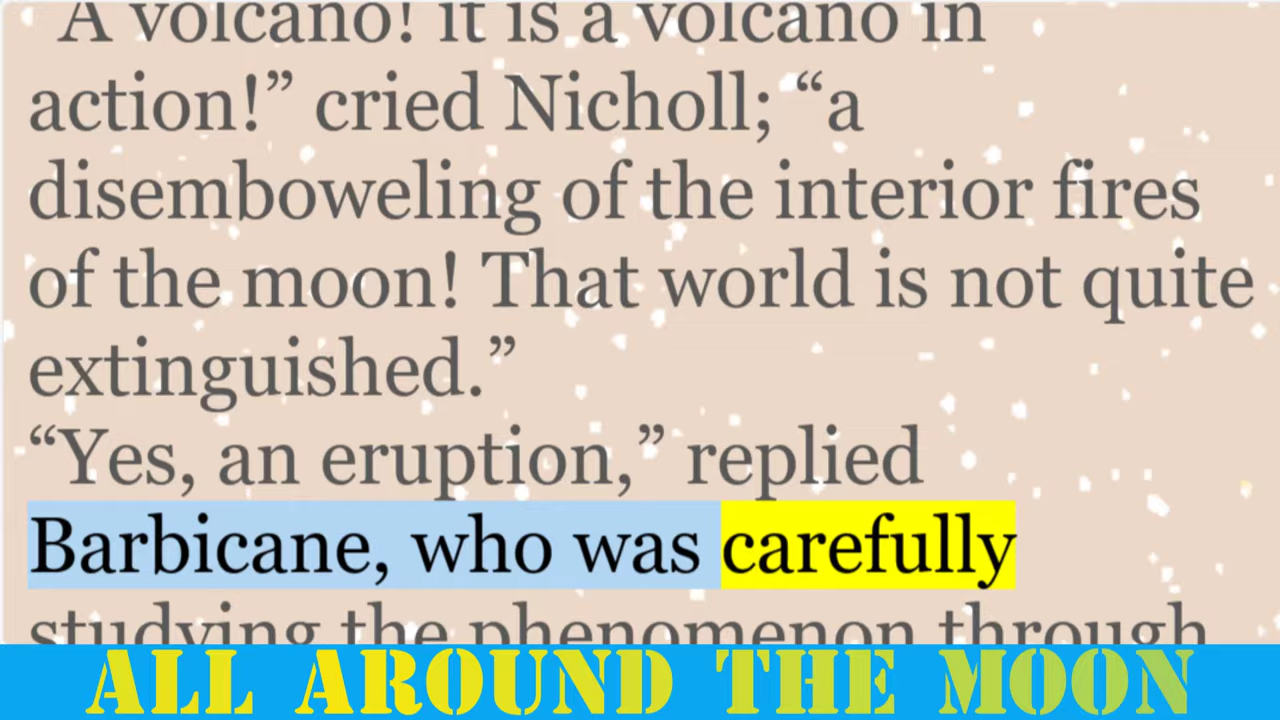 “A volcano! it is a volcano in
action!” cried Nicholl; “a
disemboweling of the interior fires
of the moon! That world is not quite
extinguished.”
“Yes, an eruption,” replied
Barbicane, who was carefully
studying the phenomenon through
ALL AROUND THE MOON